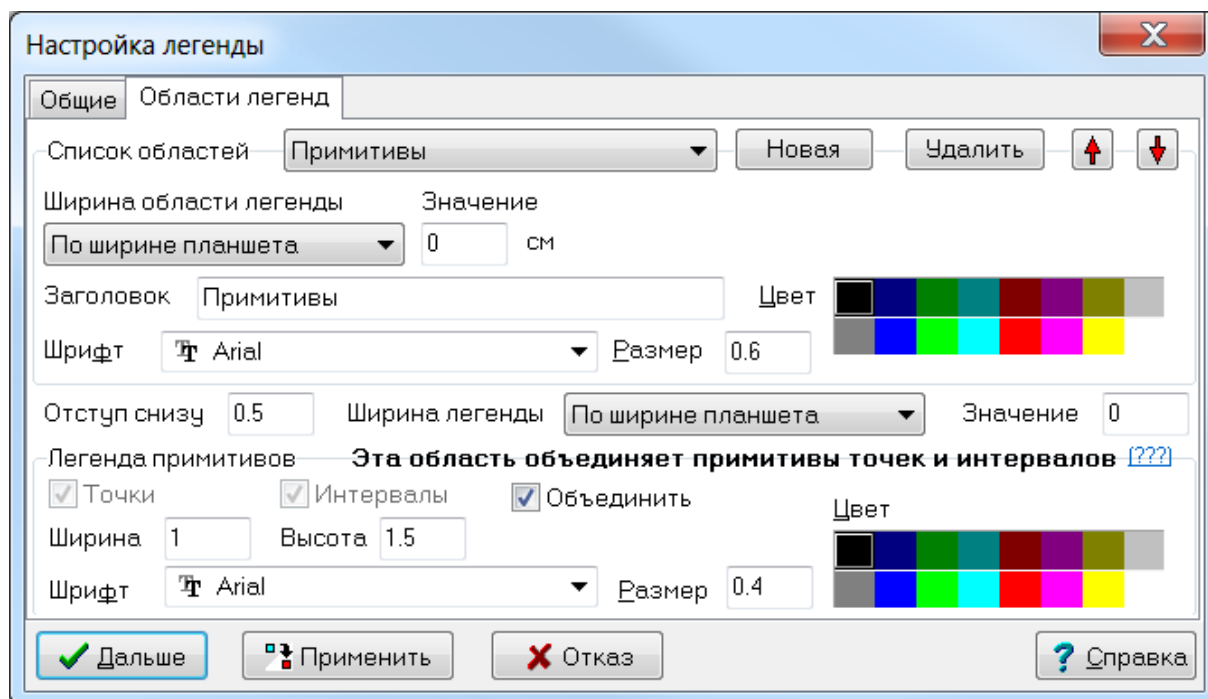 Настройка легенды
Общие Области легенд
Список областей Примитивы Новая Удалить
Ширина области легенды Значение
По ширине планшета 0 см
Заголовок Примитивы Цвет
Шрифт Arial Размер 0.6
Отступ снизу 0.5 Ширина легенды По ширине планшета Значение 0
Легенда примитивов Эта область объединяет примитивы точек и интервалов (???)
Точки Интервалы Объединить
Цвет
Ширина 1 Высота 1.5
Шрифт Arial Размер 0.4
Дальше Применить Отказ Справка